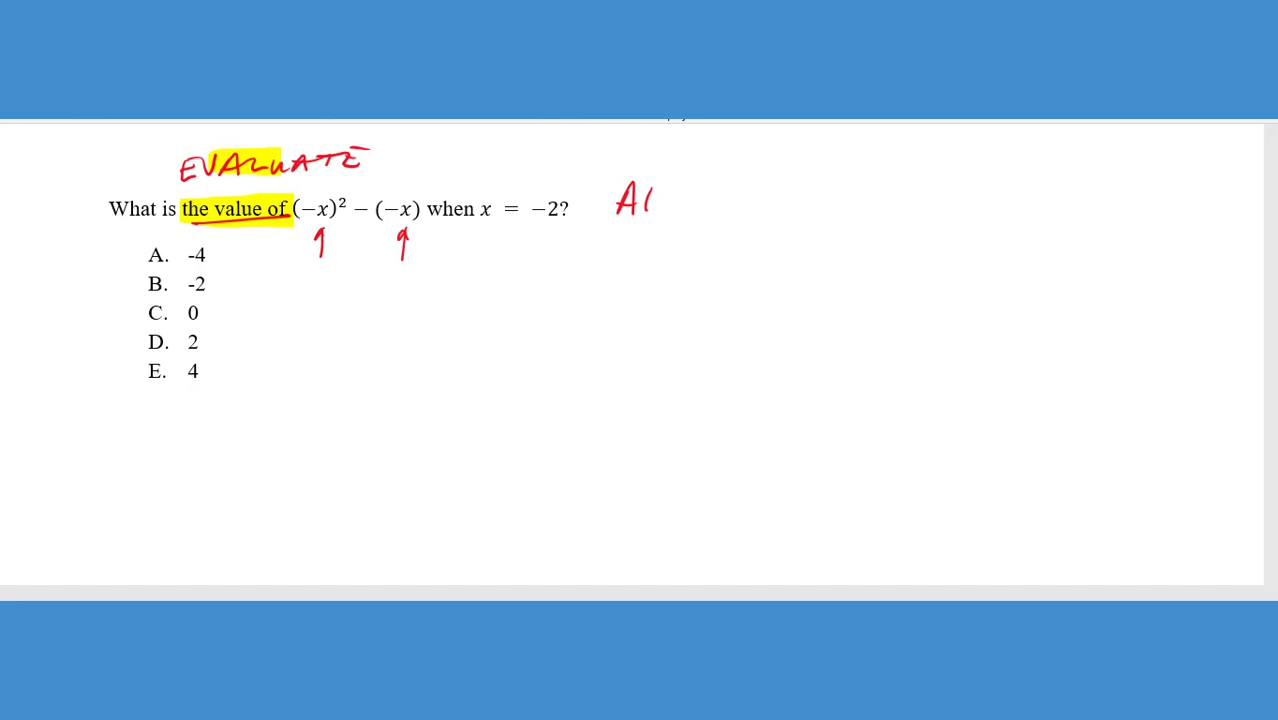 EVALUATE
What is the value of (−x)² − (−x) when x = −2?
A. -4
B. -2
C. 0
D. 2
E. 4